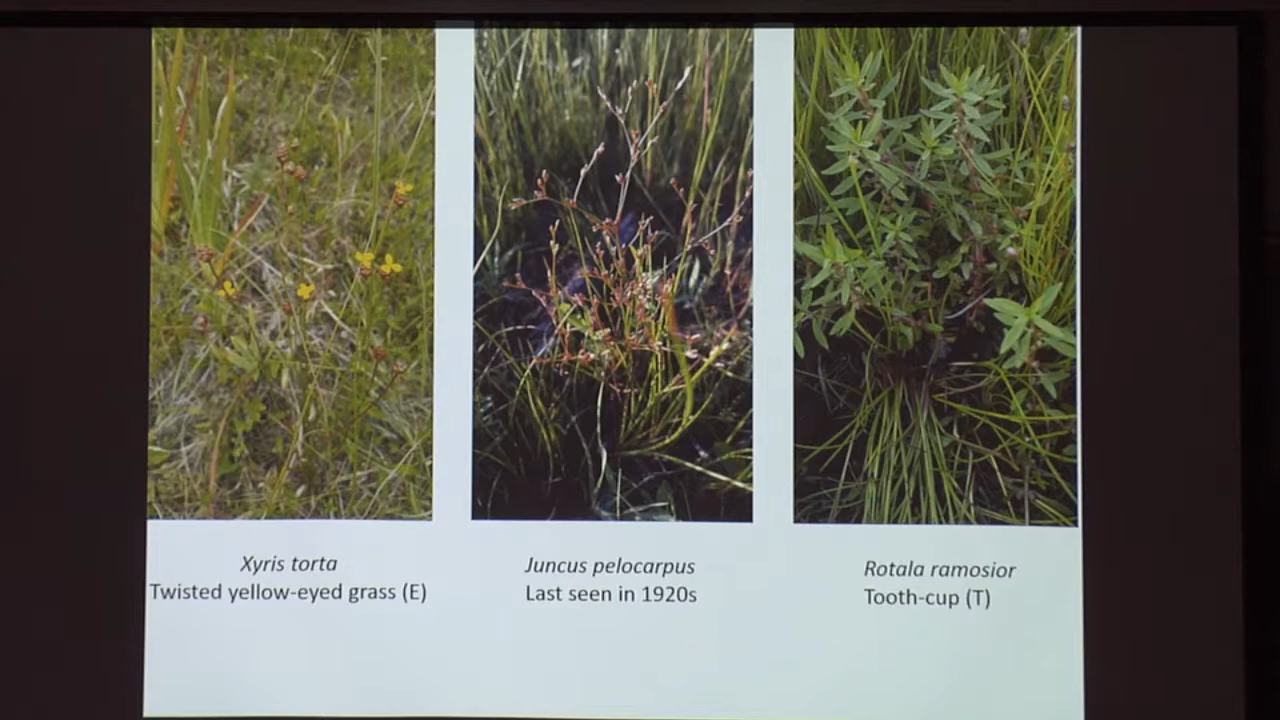 Xyris torta
Twisted yellow-eyed grass (E)
Juncus pelocarpus
Last seen in 1920s
Rotala ramosior
Tooth-cup (T)